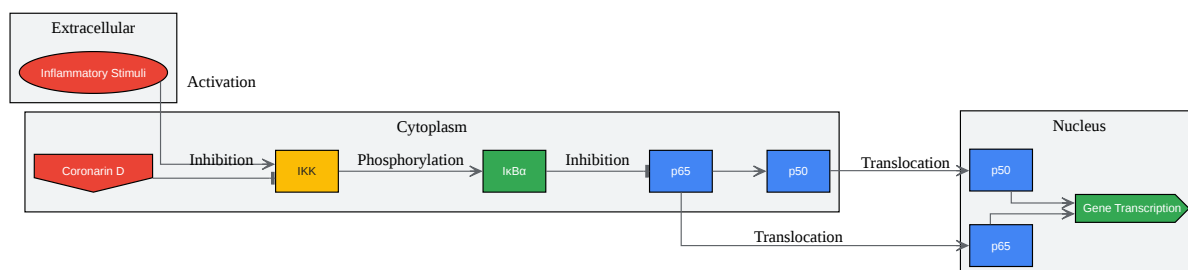 Extracellular
Inflammatory Stimuli
Activation
Cytoplasm
Nucleus
Coronarin D
Inhibition
IKK
Phosphorylation
IκBα
Inhibition
p65
p50
Translocation
p50
Gene Transcription
Translocation
p65